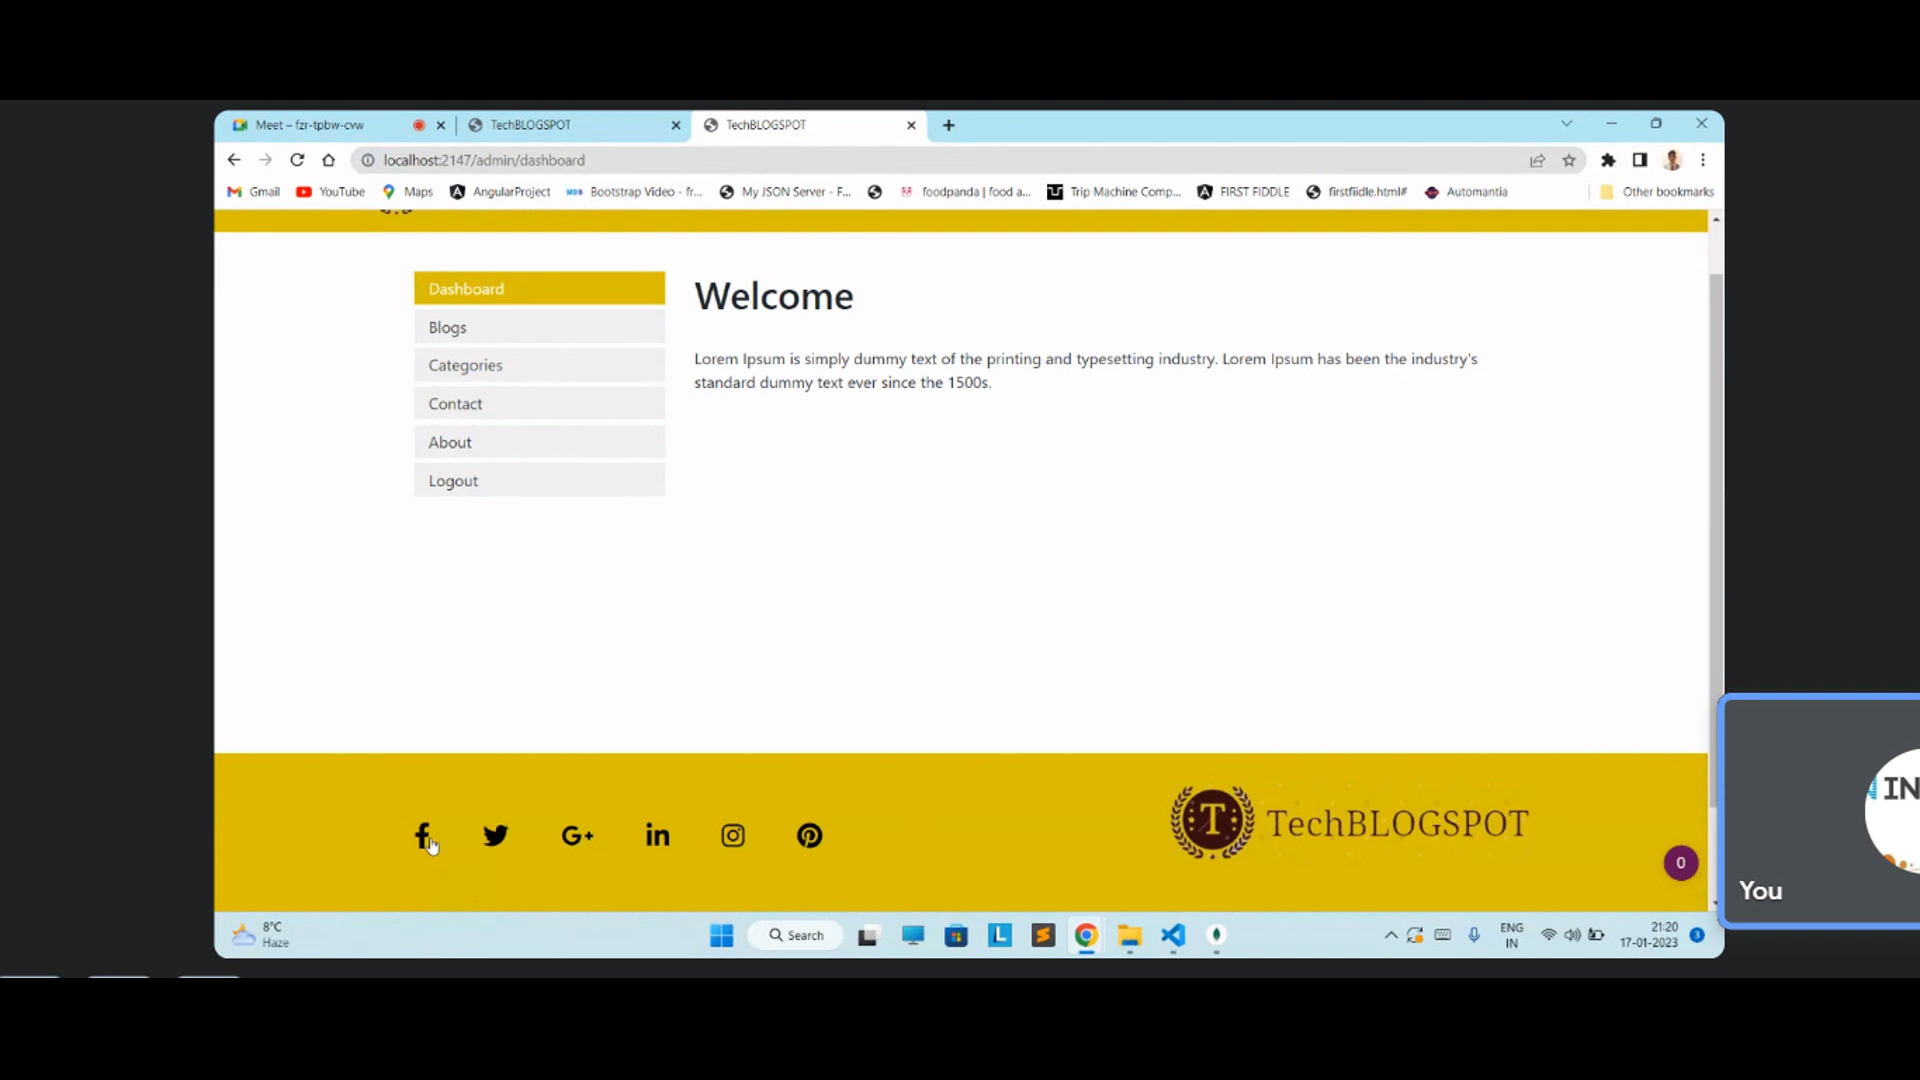 Meet – fzr-tpbw-cvw
TechBLOGSPOT
TechBLOGSPOT
localhost:2147/admin/dashboard
Gmail
YouTube
Maps
AngularProject
Bootstrap Video - fr...
My JSON Server - F...
foodpanda | food a...
Trip Machine Comp...
FIRST FIDDLE
firstfiidle.html#
Automantia
Other bookmarks
Dashboard
Blogs
Categories
Contact
About
Logout
Welcome
Lorem Ipsum is simply dummy text of the printing and typesetting industry. Lorem Ipsum has been the industry's
standard dummy text ever since the 1500s.
T TechBLOGSPOT
0
IN
You
8°C
Haze
Search
ENG
IN
21:20
17-01-2023
3